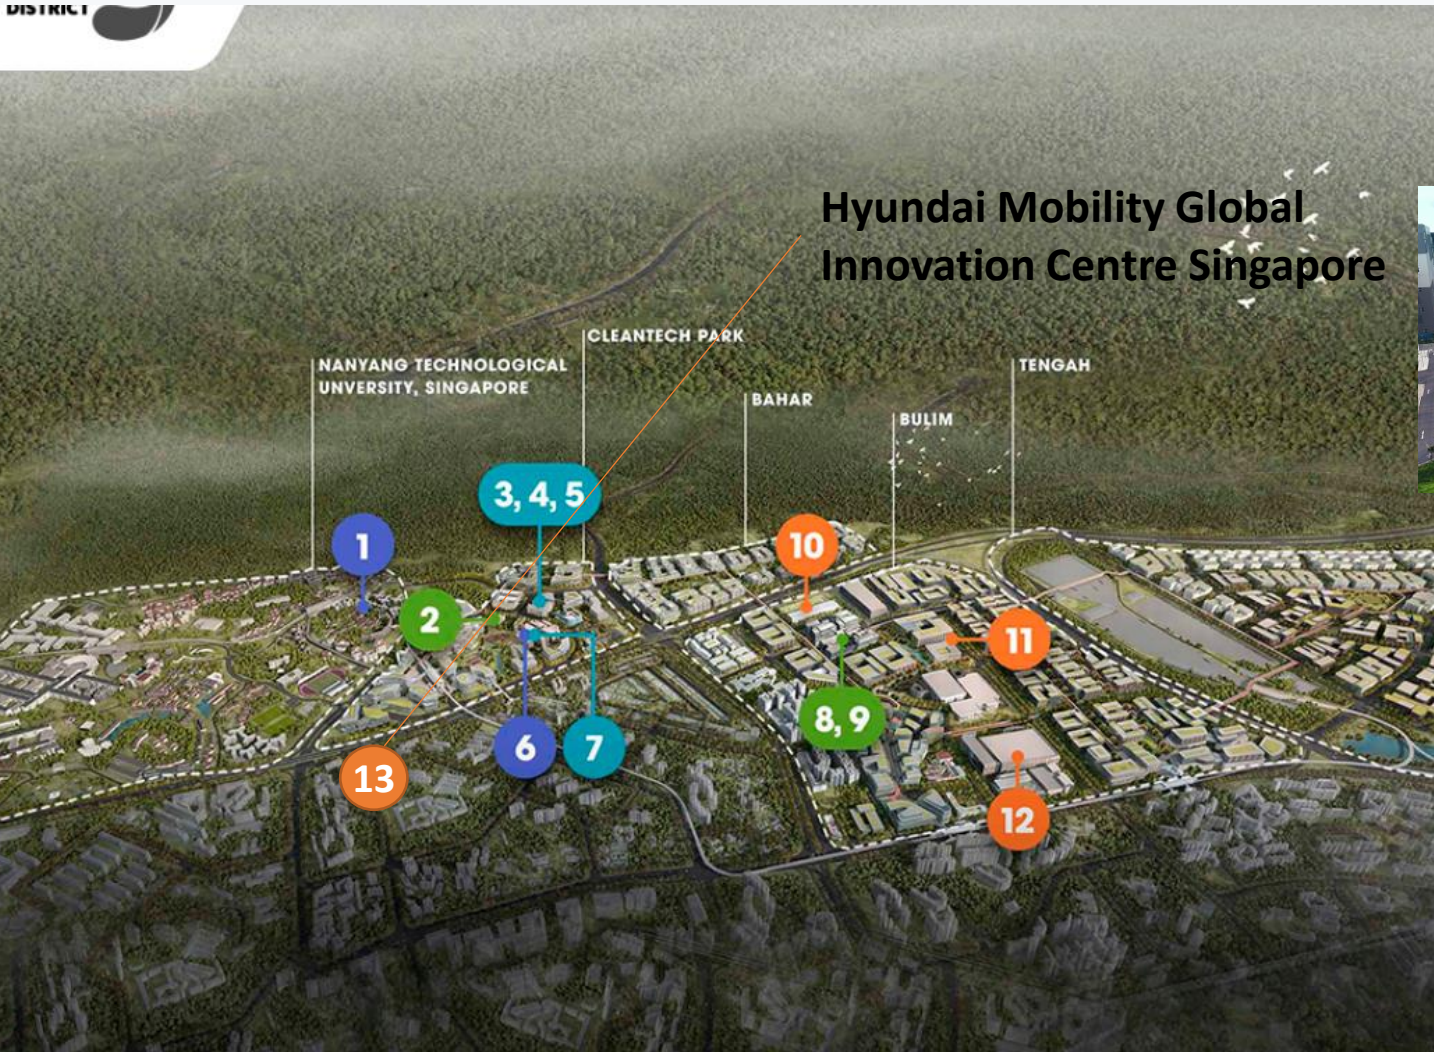 DISTRICT
Hyundai Mobility Global
Innovation Centre Singapore
CLEANTECH PARK
NANYANG TECHNOLOGICAL
UNVERSITY, SINGAPORE
TENGAH
BAHAR
BULIM
3, 4, 5
1
10
2
11
8, 9
6
7
13
12